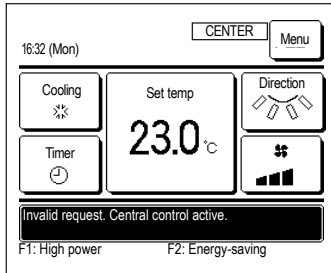 CENTER
Menu
16:32 (Mon)
Cooling
Set temp
Direction
23.0 °C
Timer
Invalid request. Central control active.
F1: High power F2: Energy-saving